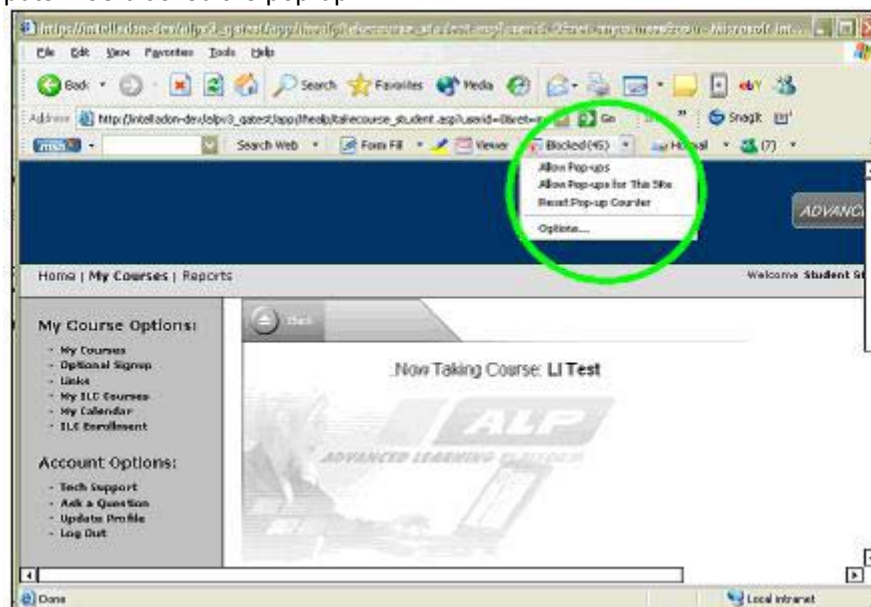 Microsoft
File Edit View Favorites Tools Help
Back Search Favorites Media
Address Go SnagIt
msn Search Web Form Fill Viewer Blocked (45) Hotmail (7)
Allow Pop-ups
Allow Pop-ups for This Site
Reset Pop-up Counter
Options...
ADVANC
Home | My Courses | Reports
Welcome Student
My Course Options:
- My Courses
- Optional Signup
- Links
- My ILC Courses
- My Calendar
- ILC Enrollment
Account Options:
- Tech Support
- Ask a Question
- Update Profile
- Log Out
Back
Now Taking Course: LI Test
ALP
ADVANCED LEARNING PLATFORM
Done
Local intranet